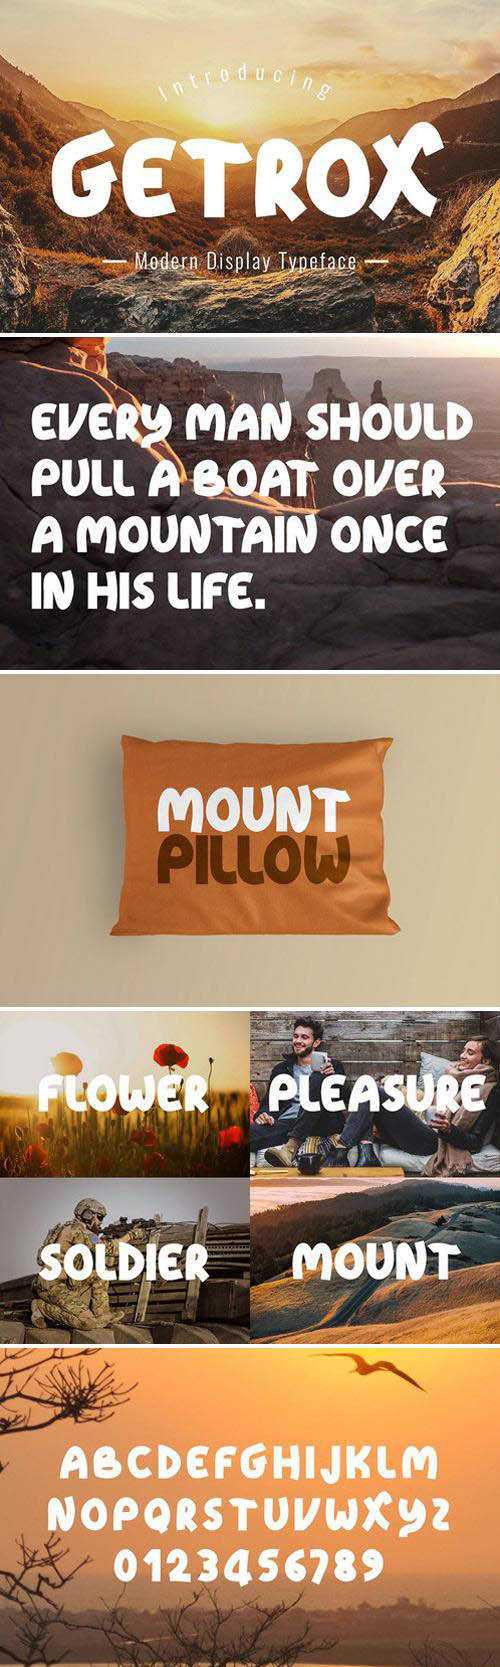 Introducing
GETROX
Modern Display Typeface
EVERY MAN SHOULD
PULL A BOAT OVER
A MOUNTAIN ONCE
IN HIS LIFE.
MOUNT
PILLOW
FLOWER
PLEASURE
SOLDIER
MOUNT
ABCDEFGHIJKLM
NOPQRSTUVWXYZ
0123456789